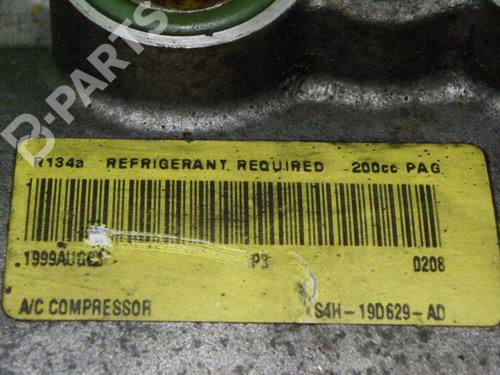 B-PARTS
R134a REFRIGERANT REQUIRED 200cc PAG
P3 0208
A/C COMPRESSOR S4H-19D629-AD